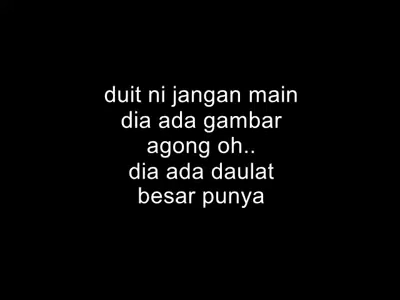 duit ni jangan main
dia ada gambar
agong oh..
dia ada daulat
besar punya